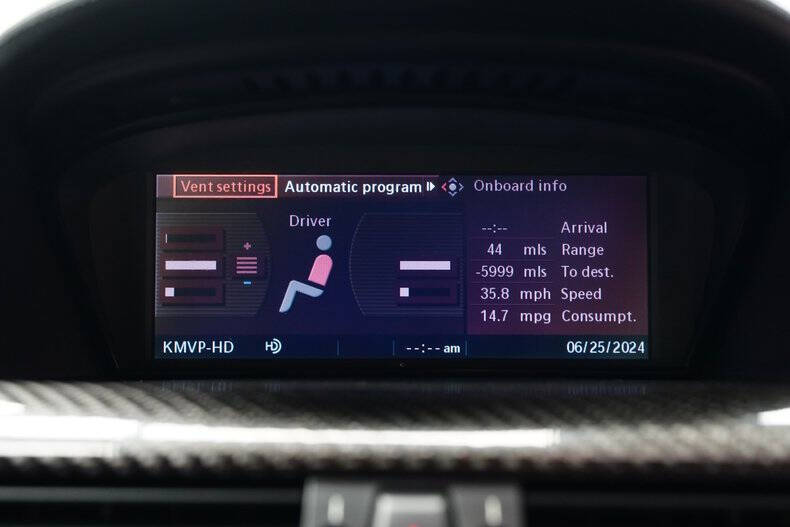 Vent settings Automatic program Onboard info
Driver
+
-
--:-- Arrival
44 mls Range
-5999 mls To dest.
35.8 mph Speed
14.7 mpg Consumpt.
KMVP-HD HD --:-- am 06/25/2024